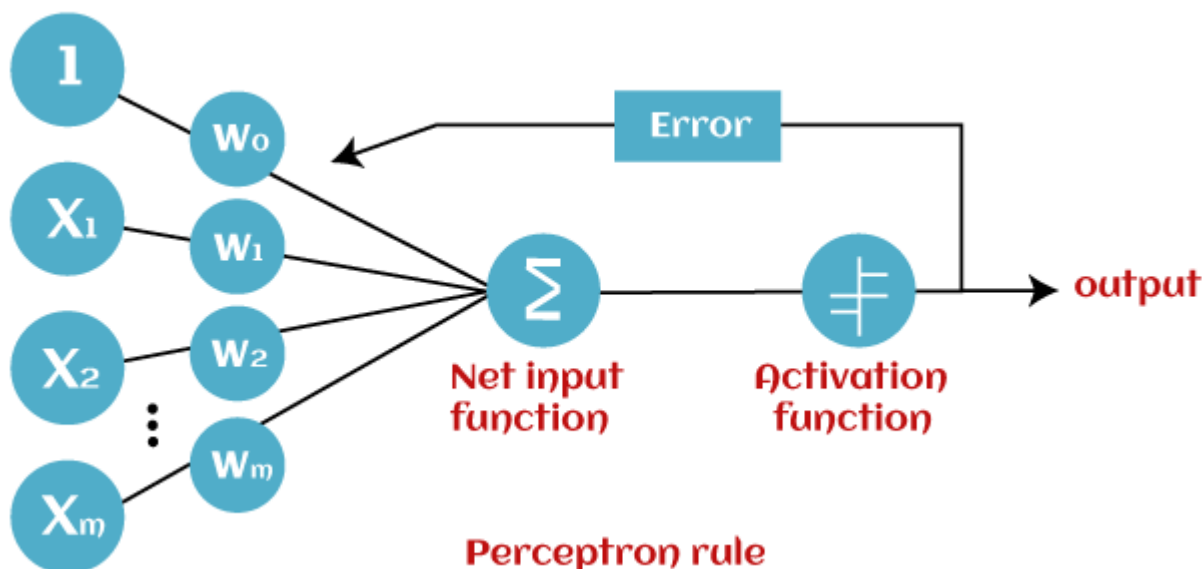 1
W₀
Error
X₁
W₁
Σ
output
X₂
W₂
Net input
function
Activation
function
Xₘ
Wₘ
Perceptron rule